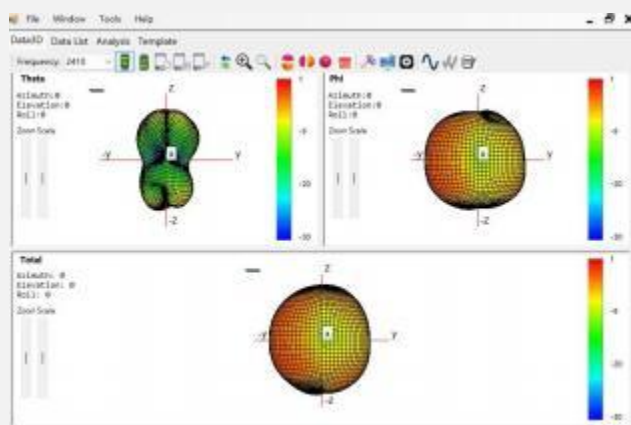 File Window Tools Help
Data3D Data List Analysis Template
Frequency: 2410
Theta
Azimuth:0
Elevation:0
Roll:0
Zoom Scale
Z
-Y
X
Y
-Z
Phi
Azimuth:0
Elevation:0
Roll:0
Zoom Scale
Z
-Y
X
Y
-Z
Total
Azimuth: 0
Elevation: 0
Roll: 0
Zoom Scale
Z
-Y
X
Y
-Z